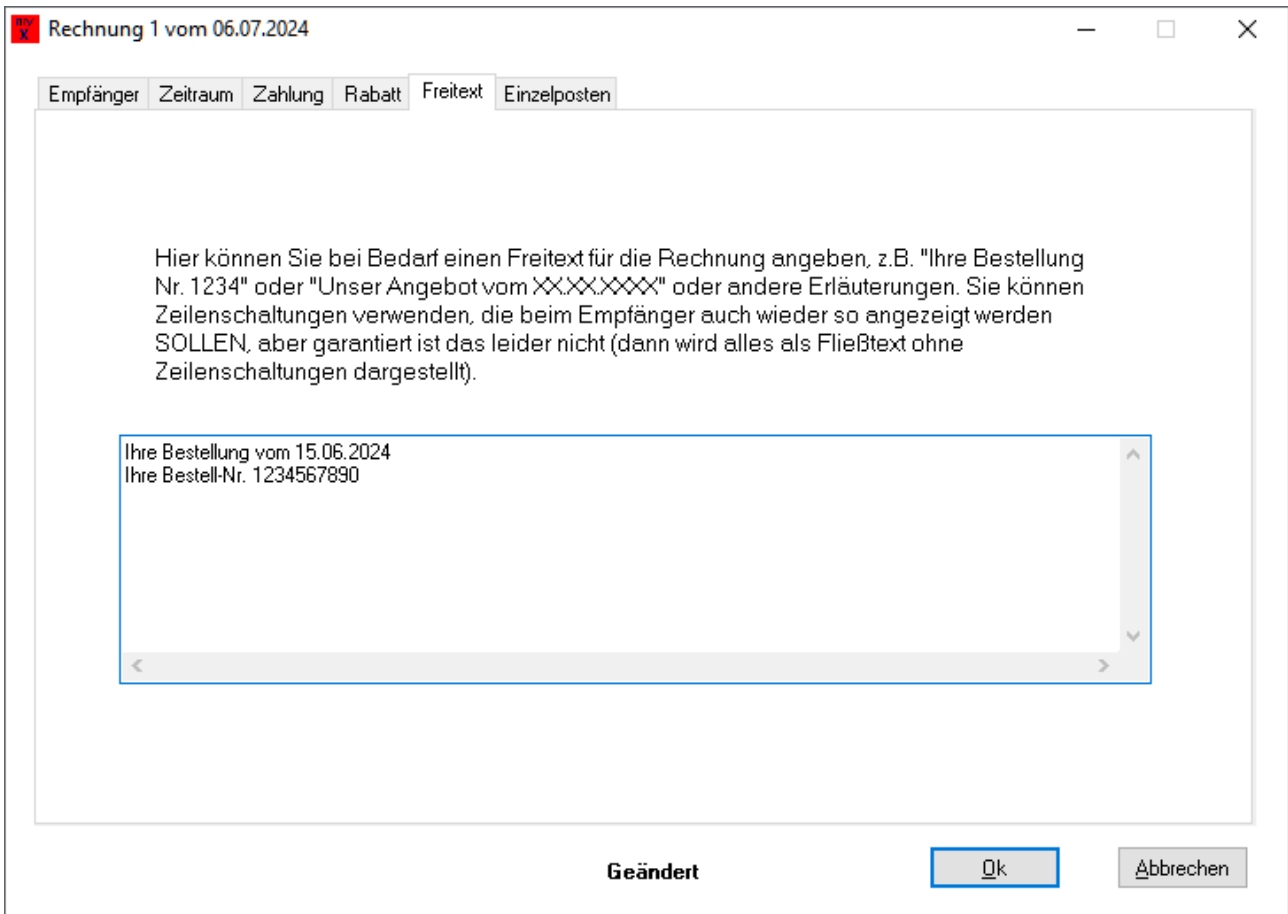 my
X
Rechnung 1 vom 06.07.2024
Empfänger Zeitraum Zahlung Rabatt Freitext Einzelposten
Hier können Sie bei Bedarf einen Freitext für die Rechnung angeben, z.B. "Ihre Bestellung
Nr. 1234" oder "Unser Angebot vom XX.XX.XXXX" oder andere Erläuterungen. Sie können
Zeilenschaltungen verwenden, die beim Empfänger auch wieder so angezeigt werden
SOLLEN, aber garantiert ist das leider nicht (dann wird alles als Fließtext ohne
Zeilenschaltungen dargestellt).
Ihre Bestellung vom 15.06.2024
Ihre Bestell-Nr. 1234567890
Geändert Ok Abbrechen